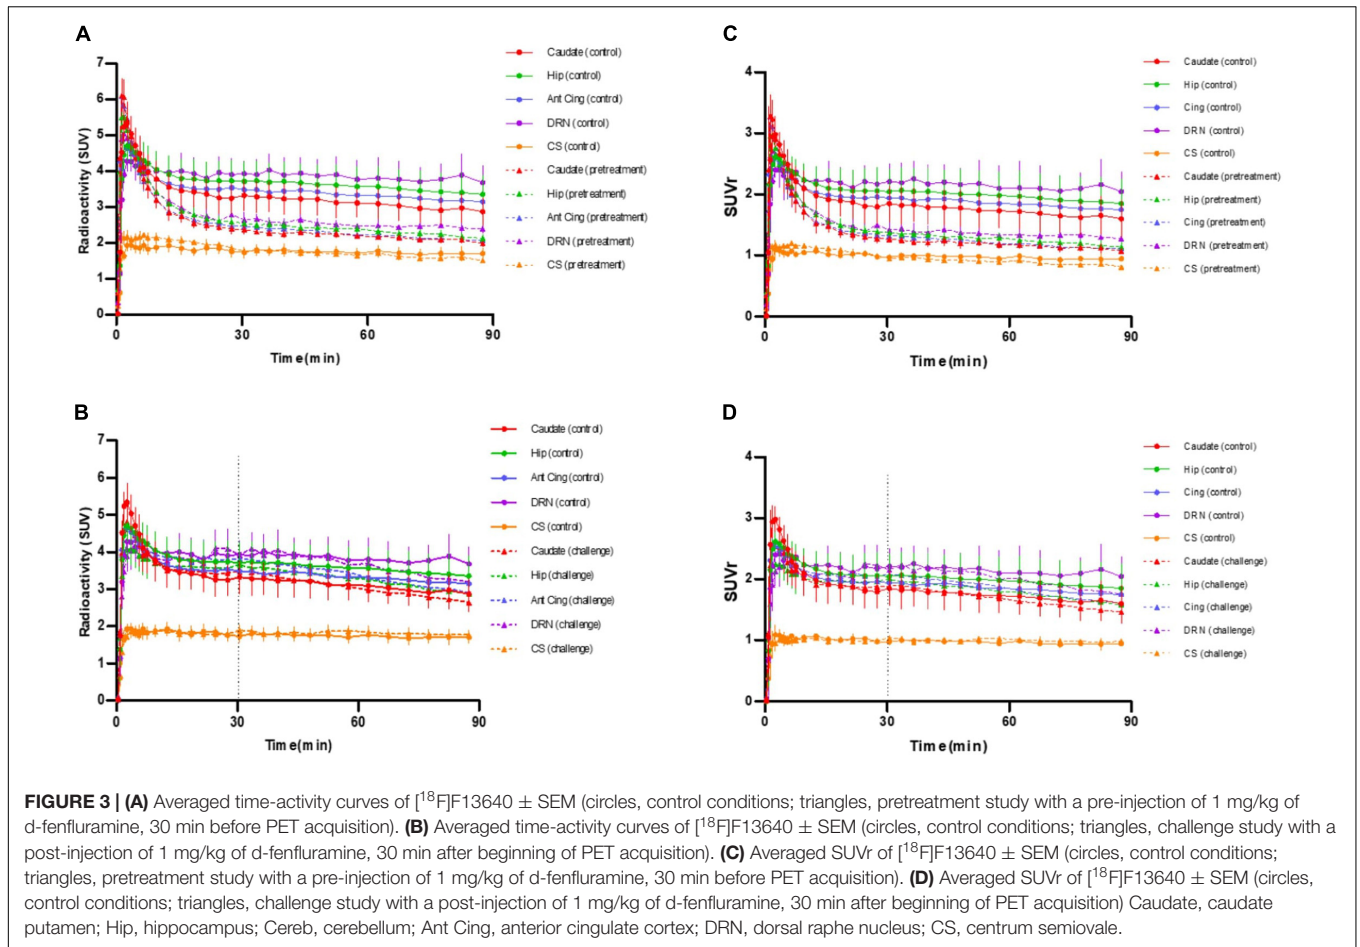 A
Radioactivity (SUV)
7
6
5
4
3
2
1
0
0
30
60
90
Time(min)
Caudate (control)
Hip (control)
Ant Cing (control)
DRN (control)
CS (control)
Caudate (pretreatment)
Hip (pretreatment)
Ant Cing (pretreatment)
DRN (pretreatment)
CS (pretreatment)
C
SUVr
4
3
2
1
0
0
30
60
90
Time(min)
Caudate (control)
Hip (control)
Cing (control)
DRN (control)
CS (control)
Caudate (pretreatment)
Hip (pretreatment)
Cing (pretreatment)
DRN (pretreatment)
CS (pretreatment)
B
Radioactivity (SUV)
7
6
5
4
3
2
1
0
0
30
60
90
Time(min)
Caudate (control)
Hip (control)
Ant Cing (control)
DRN (control)
CS (control)
Caudate (challenge)
Hip (challenge)
Ant Cing (challenge)
DRN (challenge)
CS (challenge)
D
SUVr
4
3
2
1
0
0
30
60
90
Time(min)
Caudate (control)
Hip (control)
Cing (control)
DRN (control)
CS (control)
Caudate (challenge)
Hip (challenge)
Cing (challenge)
DRN (challenge)
CS (challenge)
FIGURE 3 | (A) Averaged time-activity curves of [18F]F13640 ± SEM (circles, control conditions; triangles, pretreatment study with a pre-injection of 1 mg/kg of
d-fenfluramine, 30 min before PET acquisition). (B) Averaged time-activity curves of [18F]F13640 ± SEM (circles, control conditions; triangles, challenge study with a
post-injection of 1 mg/kg of d-fenfluramine, 30 min after beginning of PET acquisition). (C) Averaged SUVr of [18F]F13640 ± SEM (circles, control conditions;
triangles, pretreatment study with a pre-injection of 1 mg/kg of d-fenfluramine, 30 min before PET acquisition). (D) Averaged SUVr of [18F]F13640 ± SEM (circles,
control conditions; triangles, challenge study with a post-injection of 1 mg/kg of d-fenfluramine, 30 min after beginning of PET acquisition) Caudate, caudate
putamen; Hip, hippocampus; Cereb, cerebellum; Ant Cing, anterior cingulate cortex; DRN, dorsal raphe nucleus; CS, centrum semiovale.